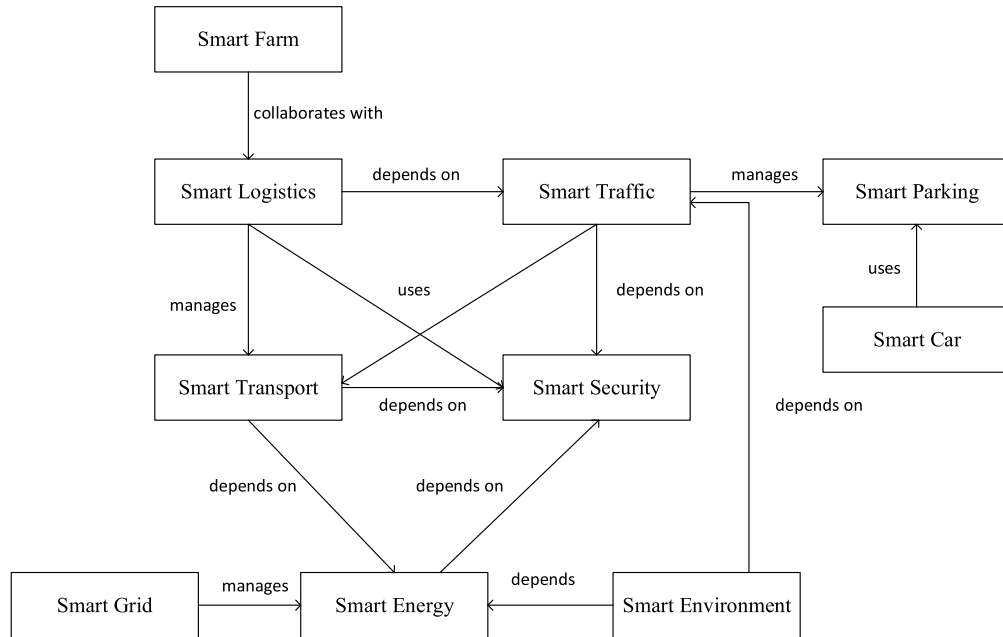 Smart Farm
collaborates with
Smart Logistics
depends on
Smart Traffic
manages
Smart Parking
manages
uses
depends on
uses
Smart Car
Smart Transport
depends on
Smart Security
depends on
depends on
depends on
Smart Grid
manages
Smart Energy
depends
Smart Environment